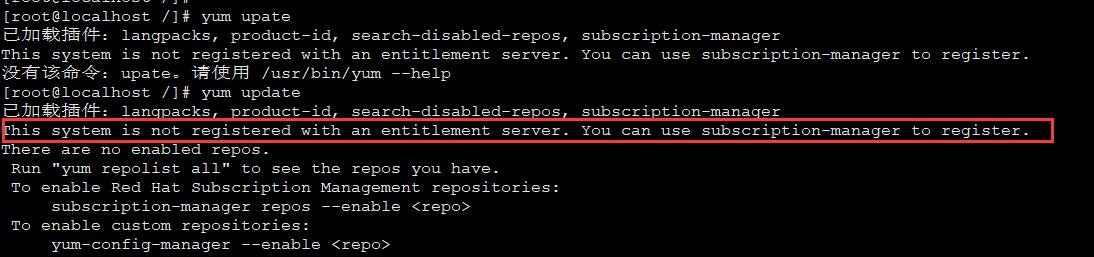 [root@localhost /]#
[root@localhost /]# yum upate
已加载插件：langpacks, product-id, search-disabled-repos, subscription-manager
This system is not registered with an entitlement server. You can use subscription-manager to register.
没有该命令：upate。请使用 /usr/bin/yum --help
[root@localhost /]# yum update
已加载插件：langpacks, product-id, search-disabled-repos, subscription-manager
This system is not registered with an entitlement server. You can use subscription-manager to register.
There are no enabled repos.
 Run "yum repolist all" to see the repos you have.
 To enable Red Hat Subscription Management repositories:
     subscription-manager repos --enable <repo>
 To enable custom repositories:
     yum-config-manager --enable <repo>